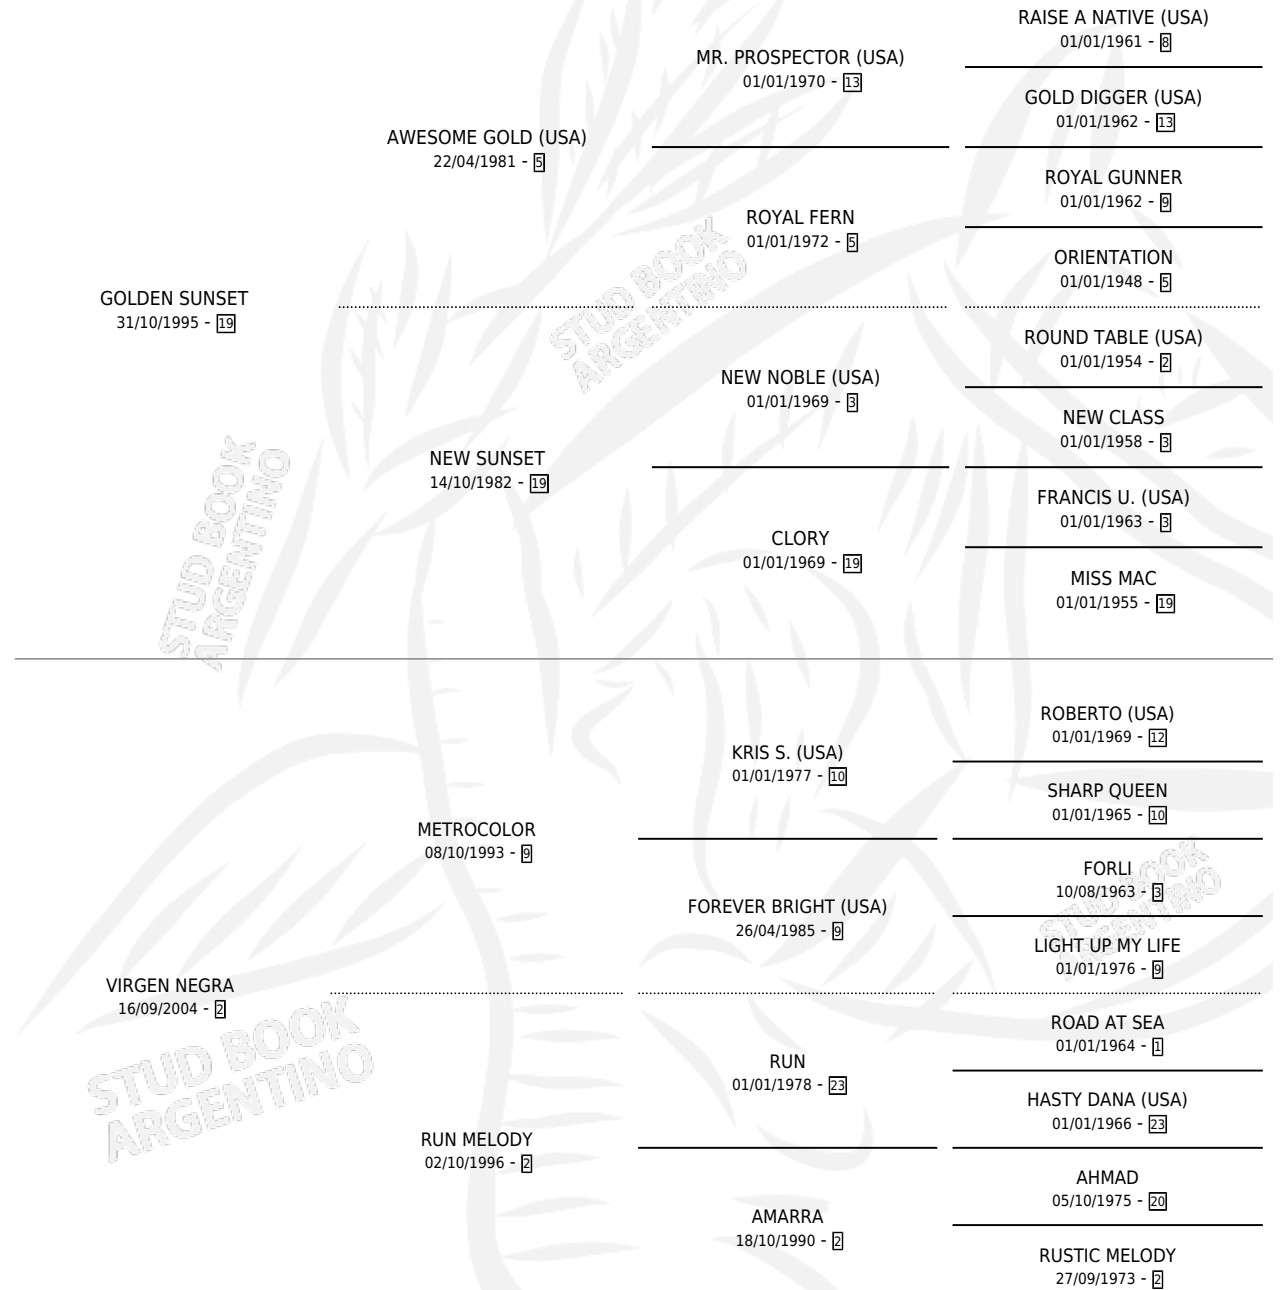 RAISE A NATIVE (USA)
01/01/1961 - 8
MR. PROSPECTOR (USA)
01/01/1970 - 13
GOLD DIGGER (USA)
01/01/1962 - 13
AWESOME GOLD (USA)
22/04/1981 - 5
ROYAL GUNNER
01/01/1962 - 9
ROYAL FERN
01/01/1972 - 5
ORIENTATION
01/01/1948 - 5
GOLDEN SUNSET
31/10/1995 - 19
STUD BOOK
ARGENTINO
ROUND TABLE (USA)
01/01/1954 - 2
NEW NOBLE (USA)
01/01/1969 - 3
NEW CLASS
01/01/1958 - 3
NEW SUNSET
14/10/1982 - 19
FRANCIS U. (USA)
01/01/1963 - 3
CLORY
01/01/1969 - 19
MISS MAC
01/01/1955 - 19
STUD BOOK
ARGENTINO
ROBERTO (USA)
01/01/1969 - 12
KRIS S. (USA)
01/01/1977 - 10
SHARP QUEEN
01/01/1965 - 10
METROCOLOR
08/10/1993 - 9
FORLI
10/08/1963 - 3
FOREVER BRIGHT (USA)
26/04/1985 - 9
STUD BOOK
ARGENTINO
LIGHT UP MY LIFE
01/01/1976 - 9
VIRGEN NEGRA
16/09/2004 - 2
STUD BOOK
ARGENTINO
ROAD AT SEA
01/01/1964 - 1
RUN
01/01/1978 - 23
HASTY DANA (USA)
01/01/1966 - 23
RUN MELODY
02/10/1996 - 2
AHMAD
05/10/1975 - 20
AMARRA
18/10/1990 - 2
RUSTIC MELODY
27/09/1973 - 2